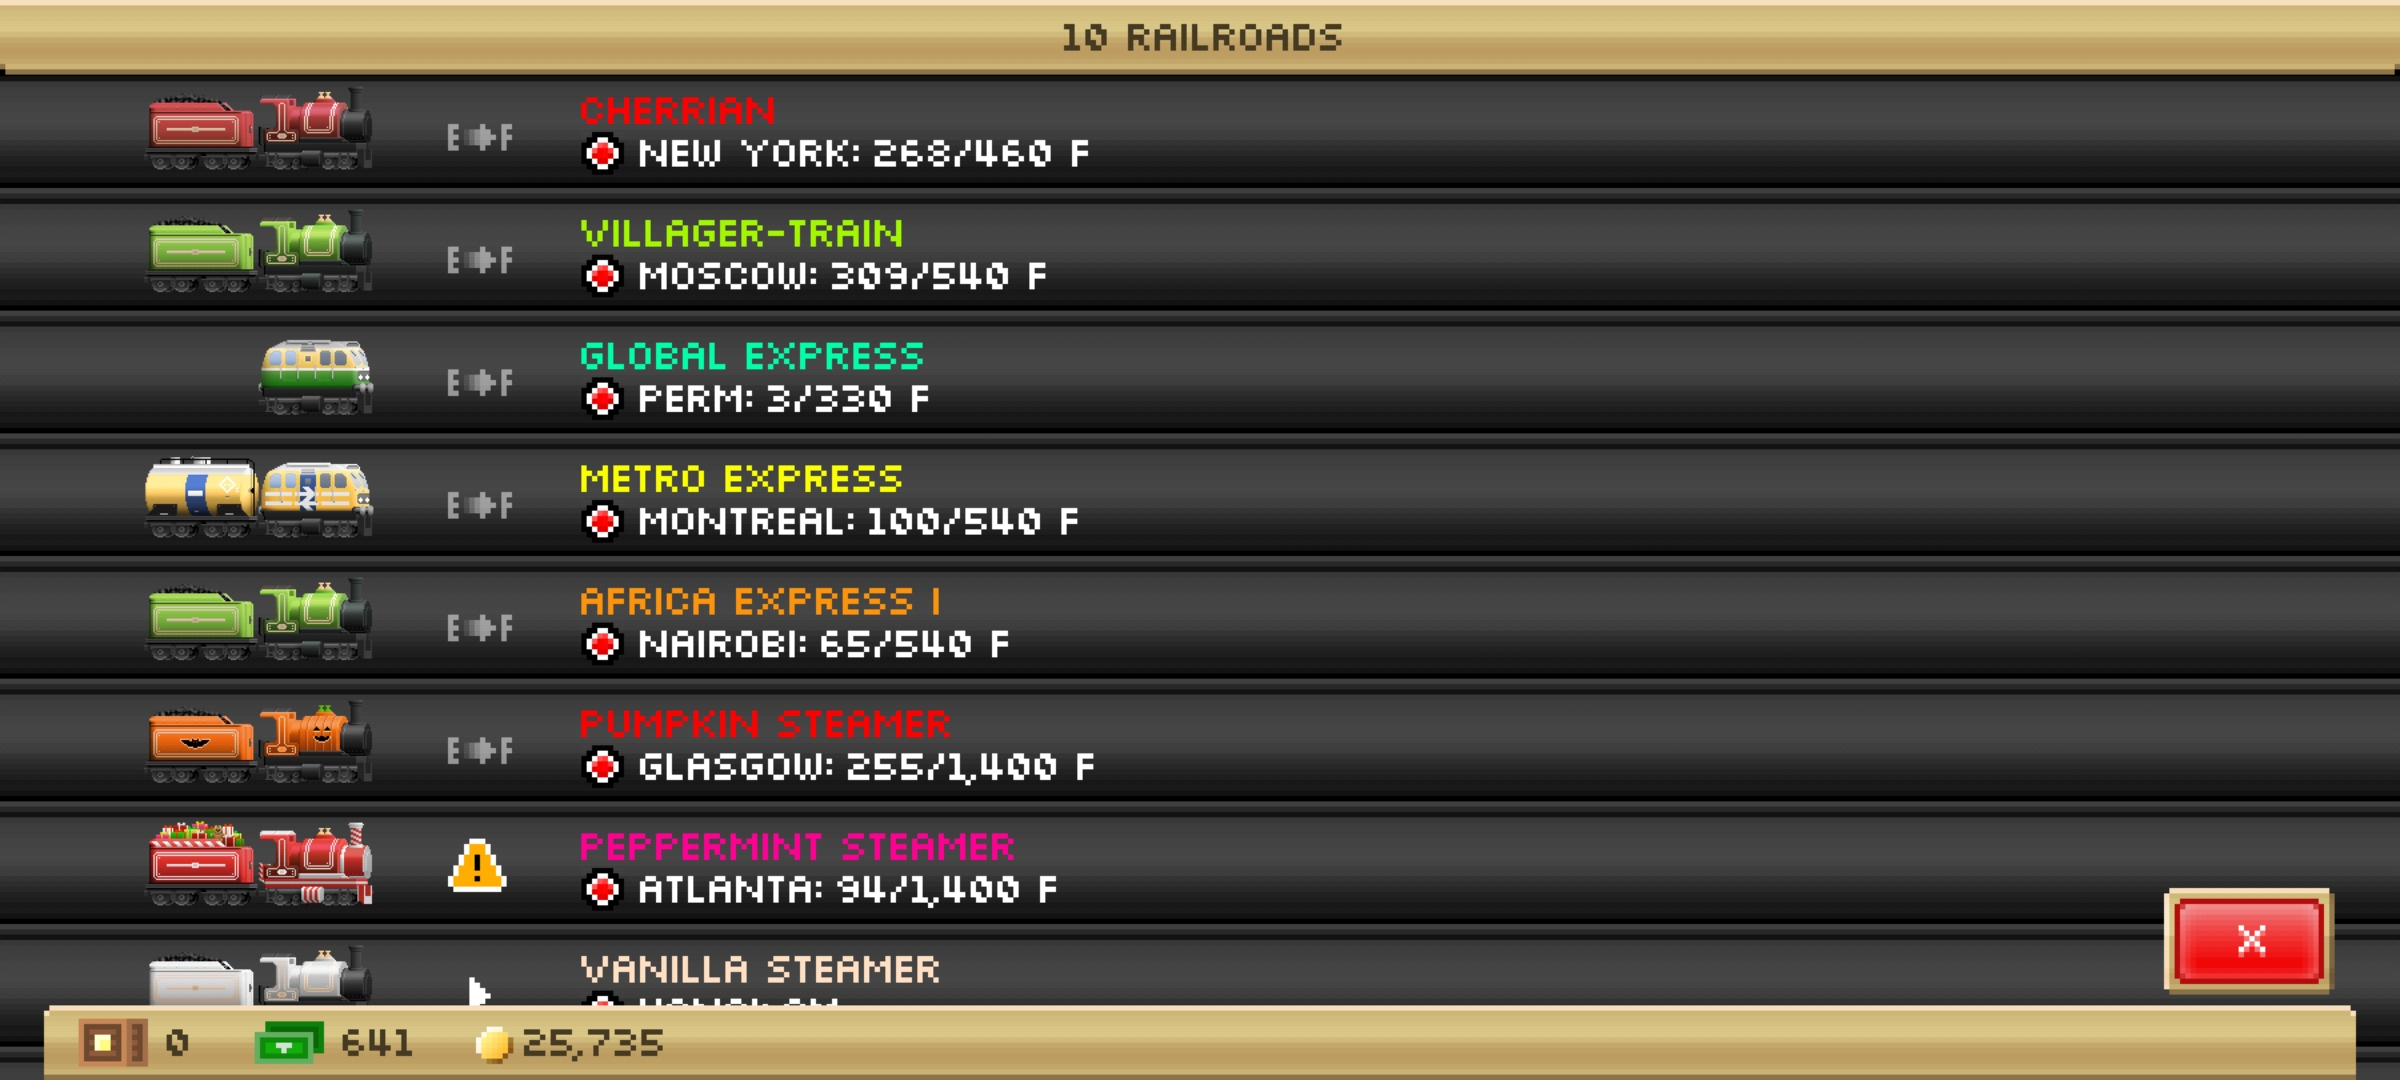 10 RAILROADS
CHERRIAN
E F
NEW YORK: 268/460 F
VILLAGER-TRAIN
E F
MOSCOW: 309/540 F
GLOBAL EXPRESS
E F
PERM: 3/330 F
METRO EXPRESS
E F
MONTREAL: 100/540 F
AFRICA EXPRESS I
E F
NAIROBI: 65/540 F
PUMPKIN STEAMER
E F
GLASGOW: 255/1,400 F
PEPPERMINT STEAMER
!
ATLANTA: 94/1,400 F
VANILLA STEAMER
X
0 641 25,735